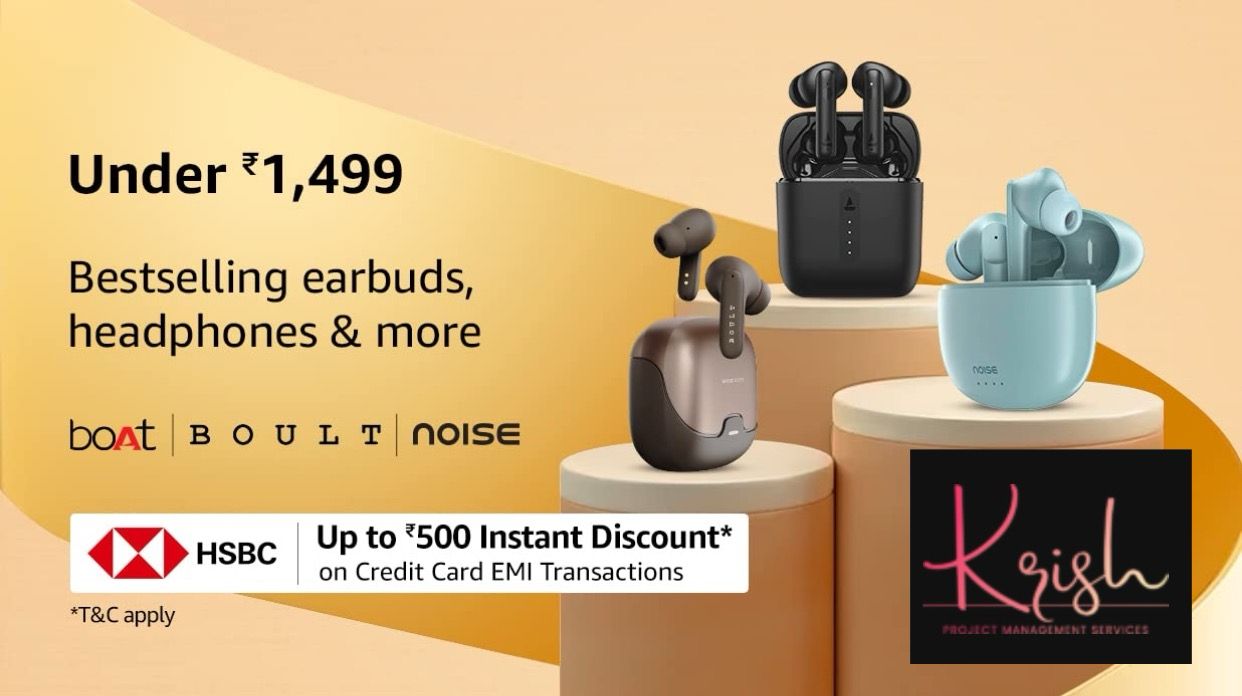 Under ₹1,499
Bestselling earbuds,
headphones & more
boAt | BOULT | NOISE
HSBC | Up to ₹500 Instant Discount*
on Credit Card EMI Transactions
*T&C apply
BOULT
NOISE
Krish
PROJECT MANAGEMENT SERVICES